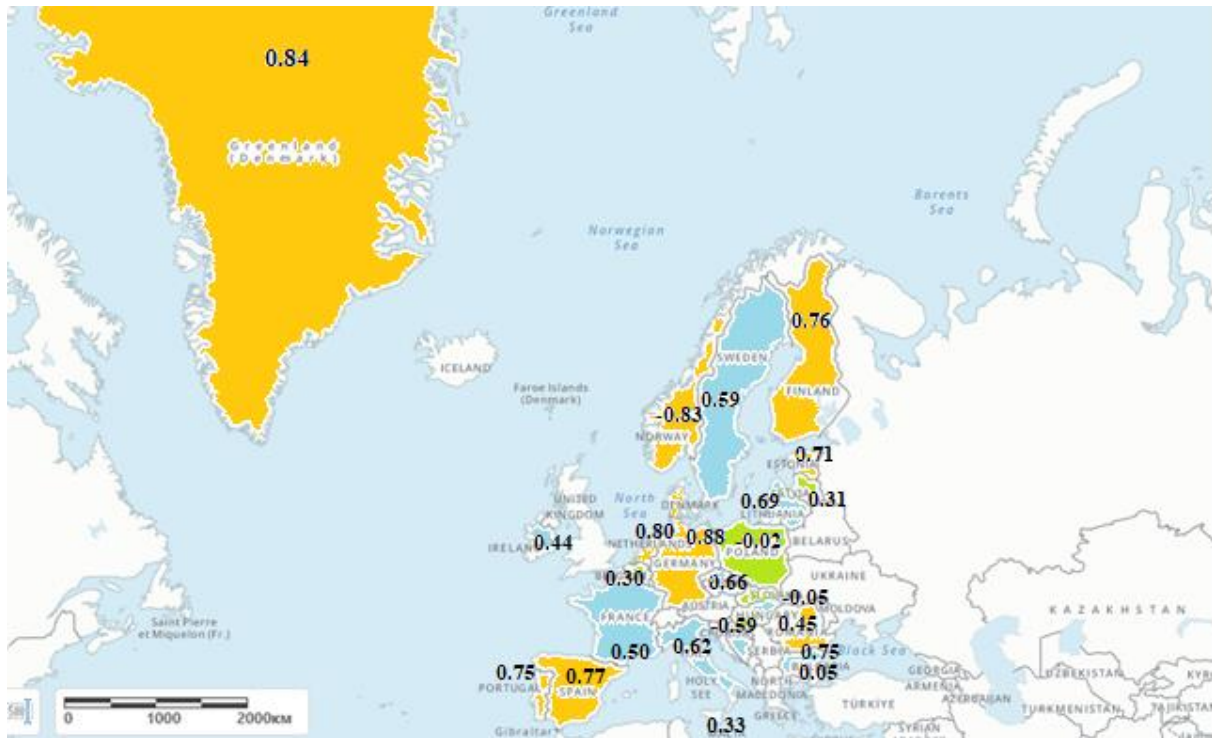 Greenland
Sea
0.84
Greenland
(Denmark)
Barents
Sea
Norwegian
Sea
0.76
SWEDEN
ICELAND
Faroe Islands
(Denmark)
FINLAND
0.59
-0.83
NORWAY
0.71
ESTONIA
North
Sea
UNITED
KINGDOM
DENMARK
0.69
0.31
LITHUANIA
0.80
0.88
-0.02
BELARUS
IRELAND
0.44
NETHERLANDS
POLAND
GERMANY
0.30
0.66
UKRAINE
-0.05
AUSTRIA
HUNGARY
MOLDOVA
KAZAKHSTAN
Saint Pierre
et Miquelon (Fr.)
FRANCE
-0.59
0.45
0.50
0.62
SERBIA
0.75
Black Sea
0.75
0.77
0.05
GEORGIA
UZBEKISTAN
PORTUGAL
SPAIN
HOLY
SEE
NORTH
MACEDONIA
ARMENIA
AZERBAIJAN
TÜRKİYE
TURKMENISTAN
TAJIKISTAN
GREECE
0 1000 2000км
Gibraltar
0.33
MALTA
SYRIAN